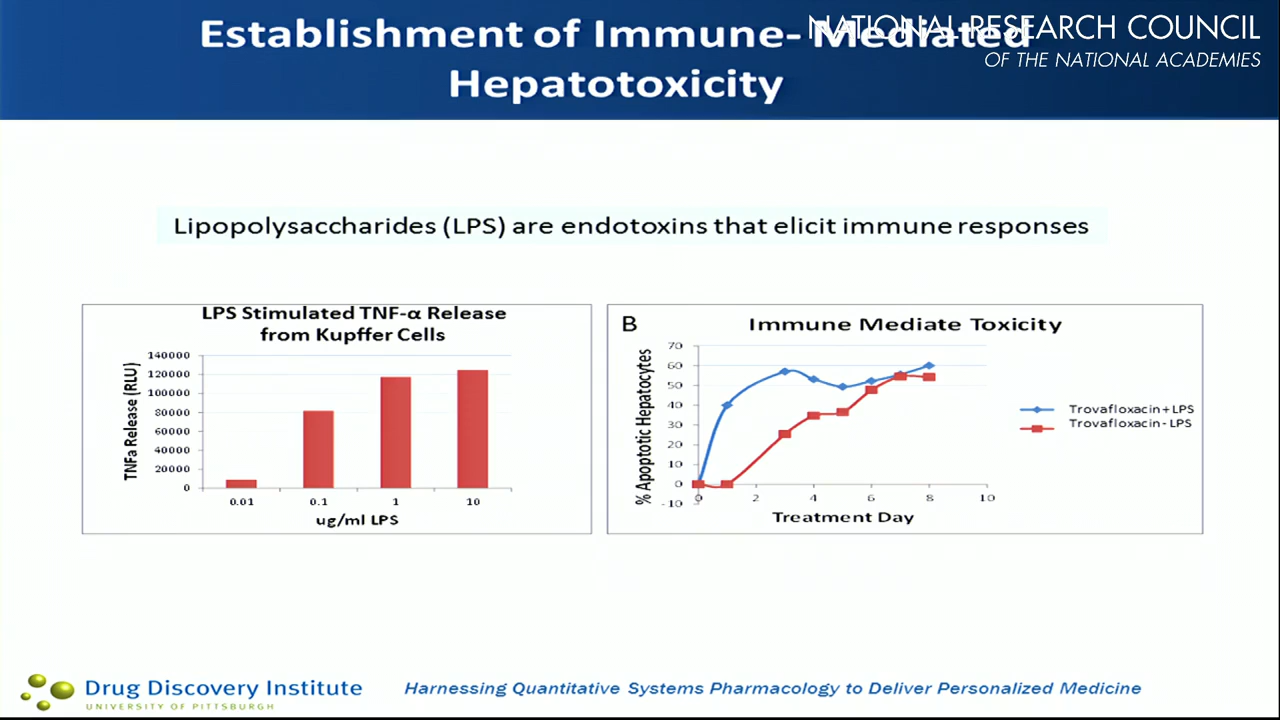 Establishment of Immune- Mediated
Hepatotoxicity
NATIONAL RESEARCH COUNCIL
OF THE NATIONAL ACADEMIES
Lipopolysaccharides (LPS) are endotoxins that elicit immune responses
LPS Stimulated TNF-α Release
from Kupffer Cells
TNFa Release (RLU)
140000
120000
100000
80000
60000
40000
20000
0
0.01 0.1 1 10
ug/ml LPS
B
Immune Mediate Toxicity
% Apoptotic Hepatocytes
70
60
50
40
30
20
10
0
-10
0 2 4 6 8 10
Treatment Day
Trovafloxacin + LPS
Trovafloxacin - LPS
Drug Discovery Institute
UNIVERSITY OF PITTSBURGH
Harnessing Quantitative Systems Pharmacology to Deliver Personalized Medicine